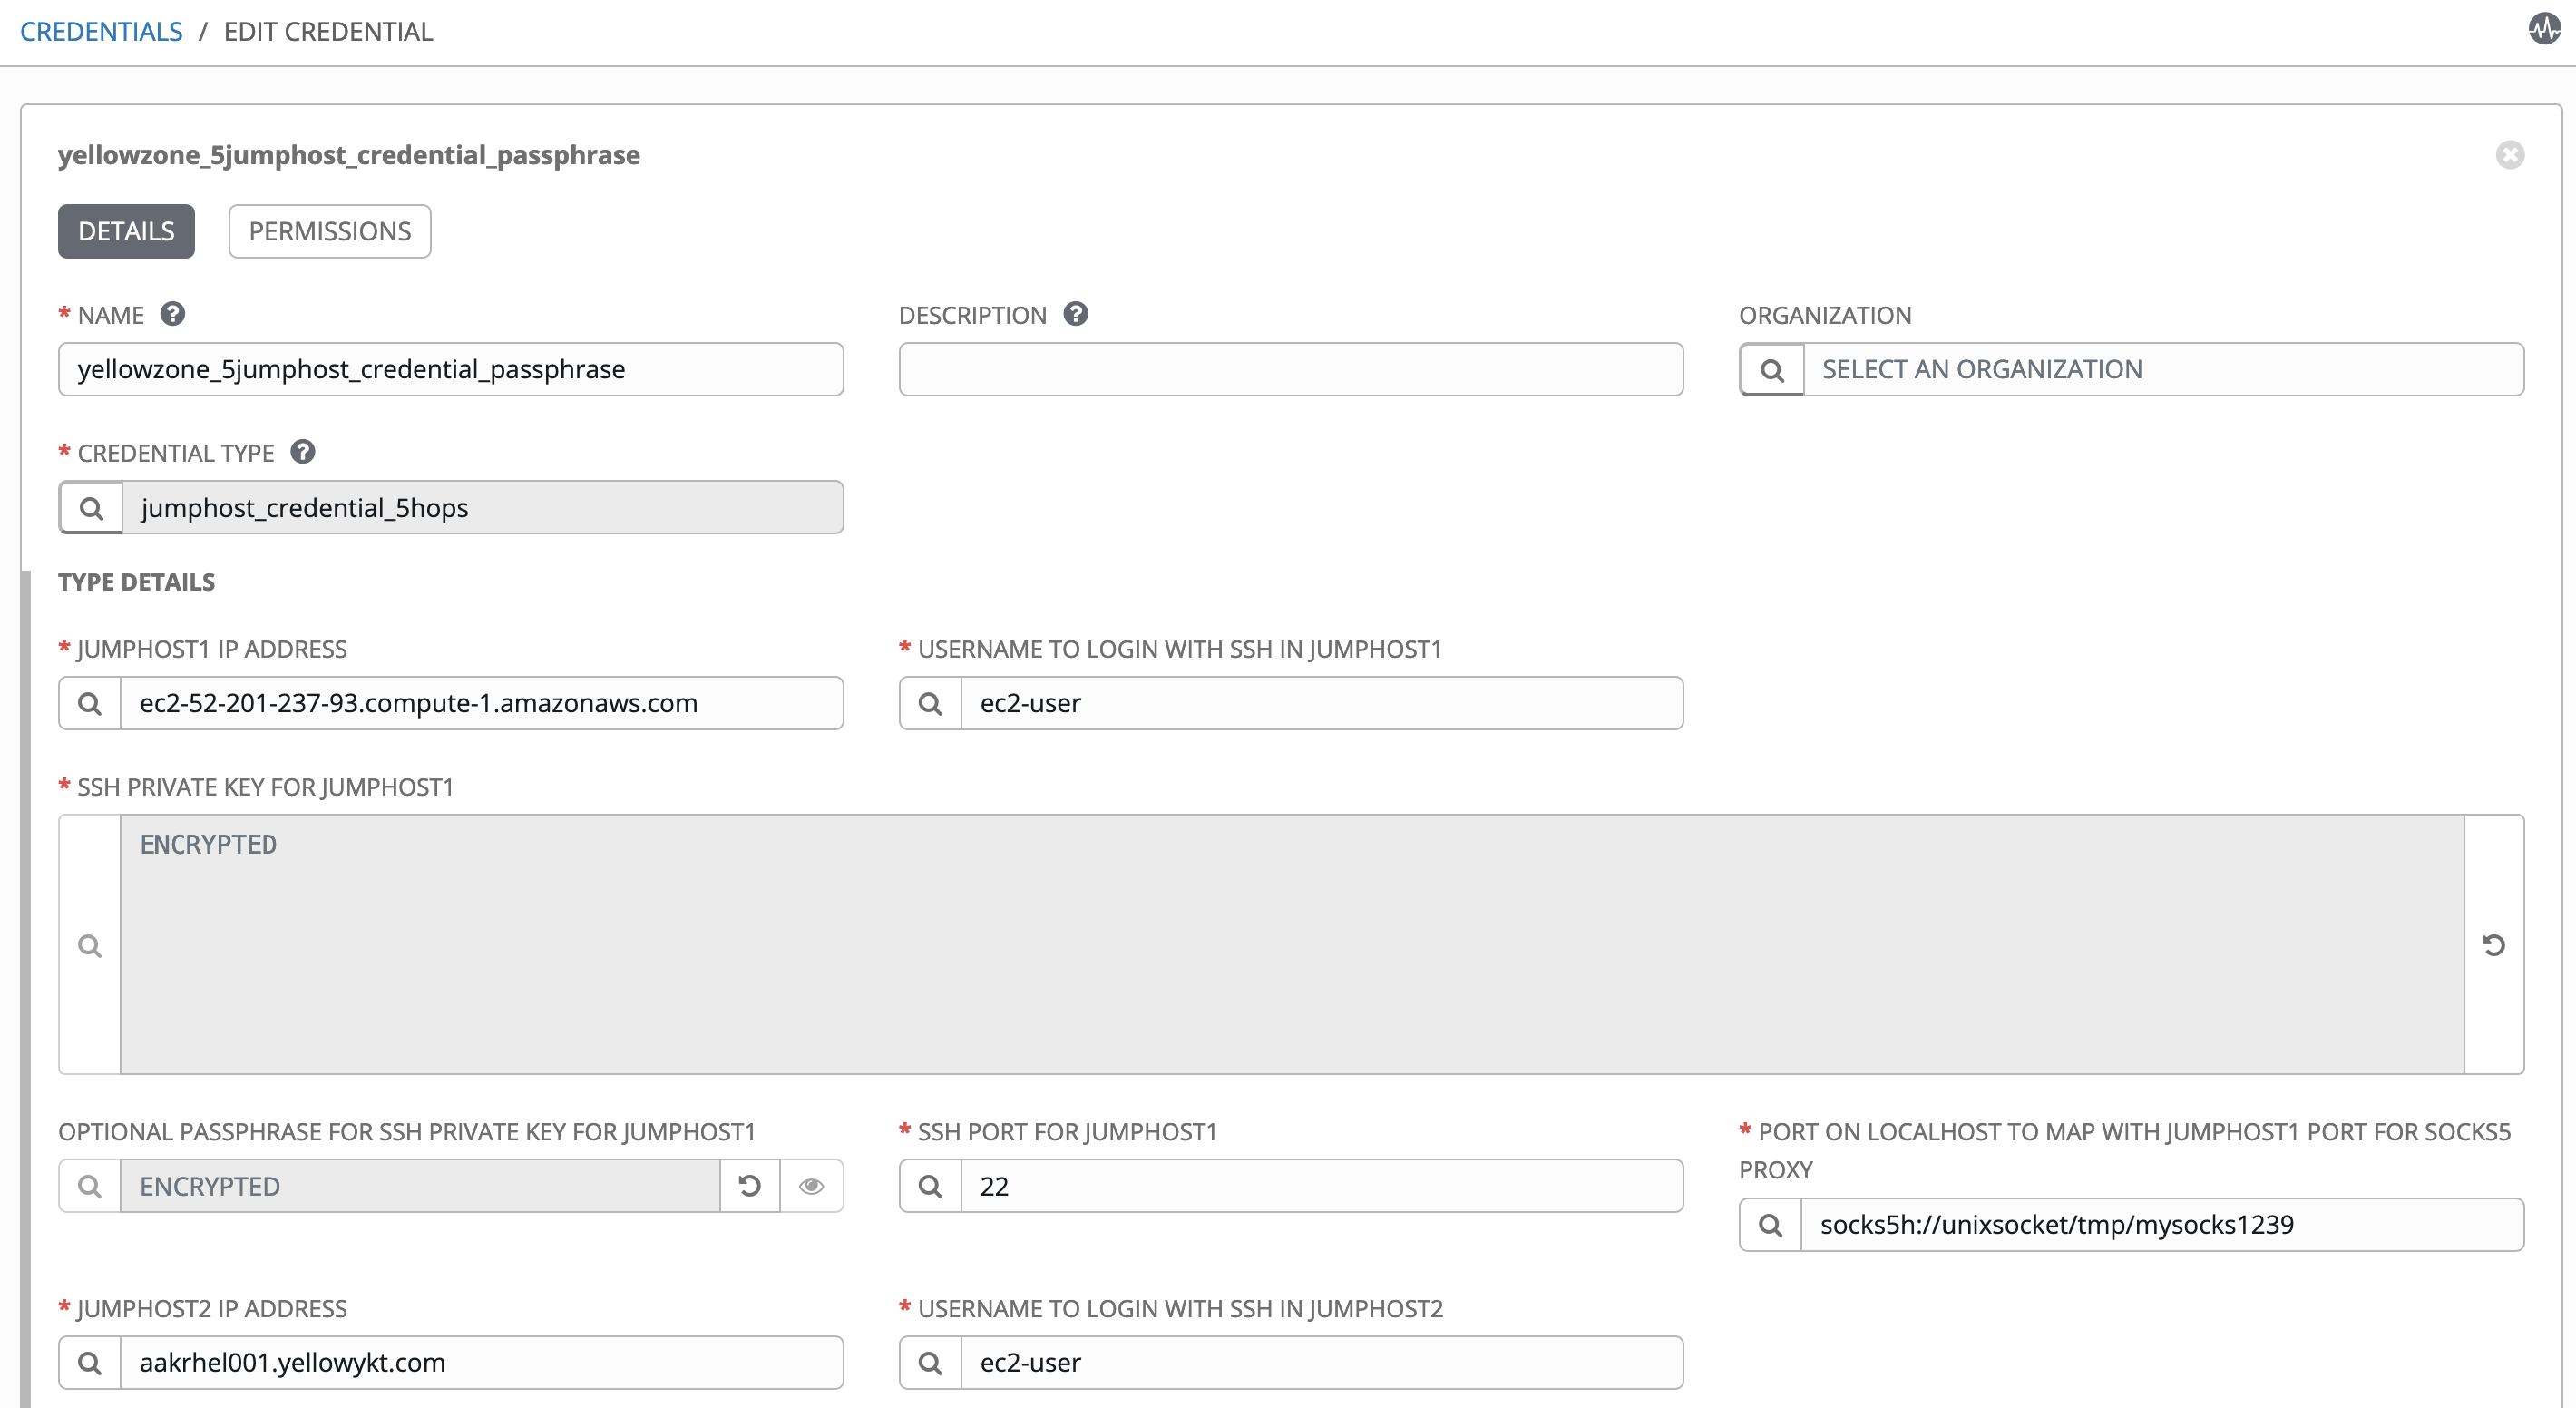 CREDENTIALS / EDIT CREDENTIAL
yellowzone_5jumphost_credential_passphrase
DETAILS PERMISSIONS
* NAME ? DESCRIPTION ? ORGANIZATION
yellowzone_5jumphost_credential_passphrase SELECT AN ORGANIZATION
* CREDENTIAL TYPE ?
jumphost_credential_5hops
TYPE DETAILS
* JUMPHOST1 IP ADDRESS * USERNAME TO LOGIN WITH SSH IN JUMPHOST1
ec2-52-201-237-93.compute-1.amazonaws.com ec2-user
* SSH PRIVATE KEY FOR JUMPHOST1
ENCRYPTED
OPTIONAL PASSPHRASE FOR SSH PRIVATE KEY FOR JUMPHOST1 * SSH PORT FOR JUMPHOST1 * PORT ON LOCALHOST TO MAP WITH JUMPHOST1 PORT FOR SOCKS5
PROXY
ENCRYPTED 22 socks5h://unixsocket/tmp/mysocks1239
* JUMPHOST2 IP ADDRESS * USERNAME TO LOGIN WITH SSH IN JUMPHOST2
aakrhel001.yellowykt.com ec2-user